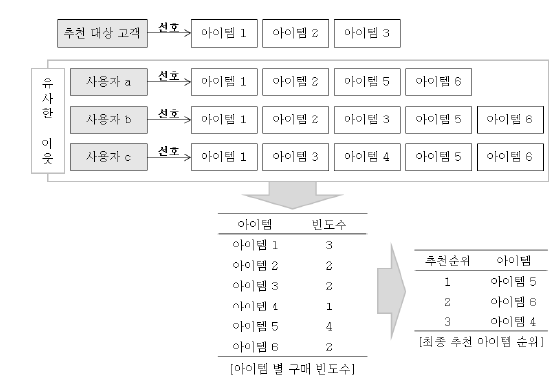 추천 대상 고객 선호 아이템 1 아이템 2 아이템 3
유사한 이웃
사용자 a 선호 아이템 1 아이템 2 아이템 5 아이템 6
사용자 b 선호 아이템 1 아이템 2 아이템 3 아이템 5 아이템 6
사용자 c 선호 아이템 1 아이템 3 아이템 4 아이템 5 아이템 6
아이템 빈도수
아이템 1 3
아이템 2 2
아이템 3 2
아이템 4 1
아이템 5 4
아이템 6 2
[아이템 별 구매 빈도수]
추천순위 아이템
1 아이템 5
2 아이템 6
3 아이템 4
[최종 추천 아이템 순위]